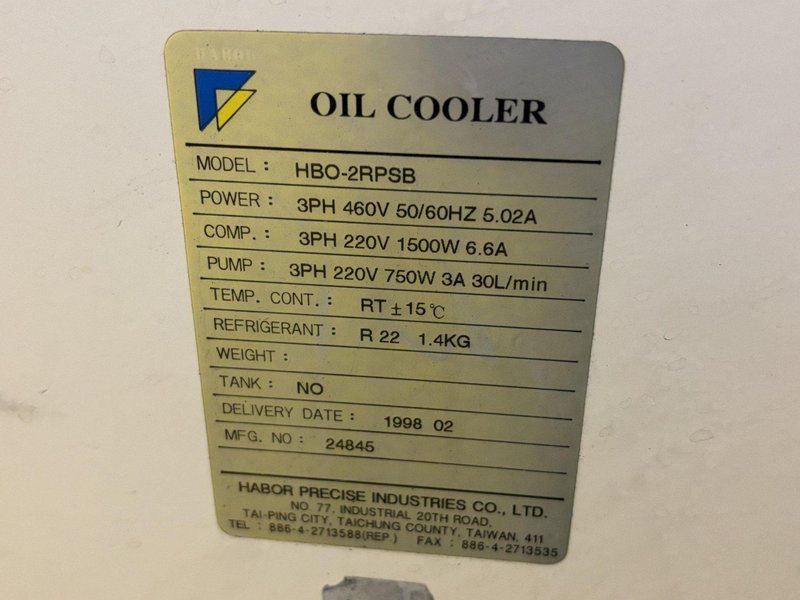 HABOR
OIL COOLER
MODEL : HBO-2RPSB
POWER : 3PH 460V 50/60HZ 5.02A
COMP. : 3PH 220V 1500W 6.6A
PUMP : 3PH 220V 750W 3A 30L/min
TEMP. CONT. : RT ± 15℃
REFRIGERANT : R 22 1.4KG
WEIGHT :
TANK : NO
DELIVERY DATE : 1998 02
MFG. NO : 24845
HABOR PRECISE INDUSTRIES CO., LTD.
NO 77, INDUSTRIAL 20TH ROAD,
TAI-PING CITY, TAICHUNG COUNTY, TAIWAN, 411
TEL : 886-4-2713588(REP.) FAX : 886-4-2713535